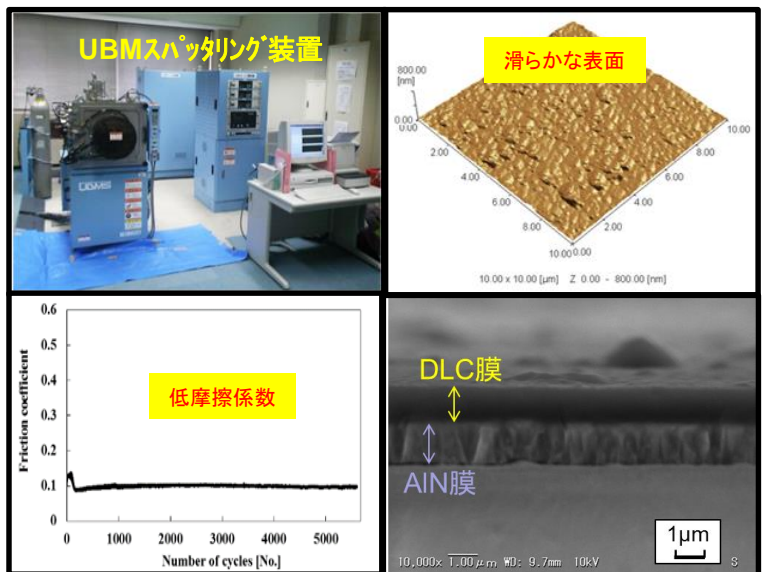 UBMスパッタリング装置
UBMS
滑らかな表面
800.00
[nm]
0.00
0.00
10.00
2.00
8.00
4.00
6.00
6.00
4.00
8.00
2.00
10.00
0.00
10.00 x 10.00 [µm] Z 0.00 - 800.00 [nm]
Friction coefficient
0.6
0.5
0.4
0.3
0.2
0.1
0
低摩擦係数
0 1000 2000 3000 4000 5000
Number of cycles [No.]
DLC膜
AlN膜
1µm
10,000x 1.00µm WD: 9.7mm 10kV S